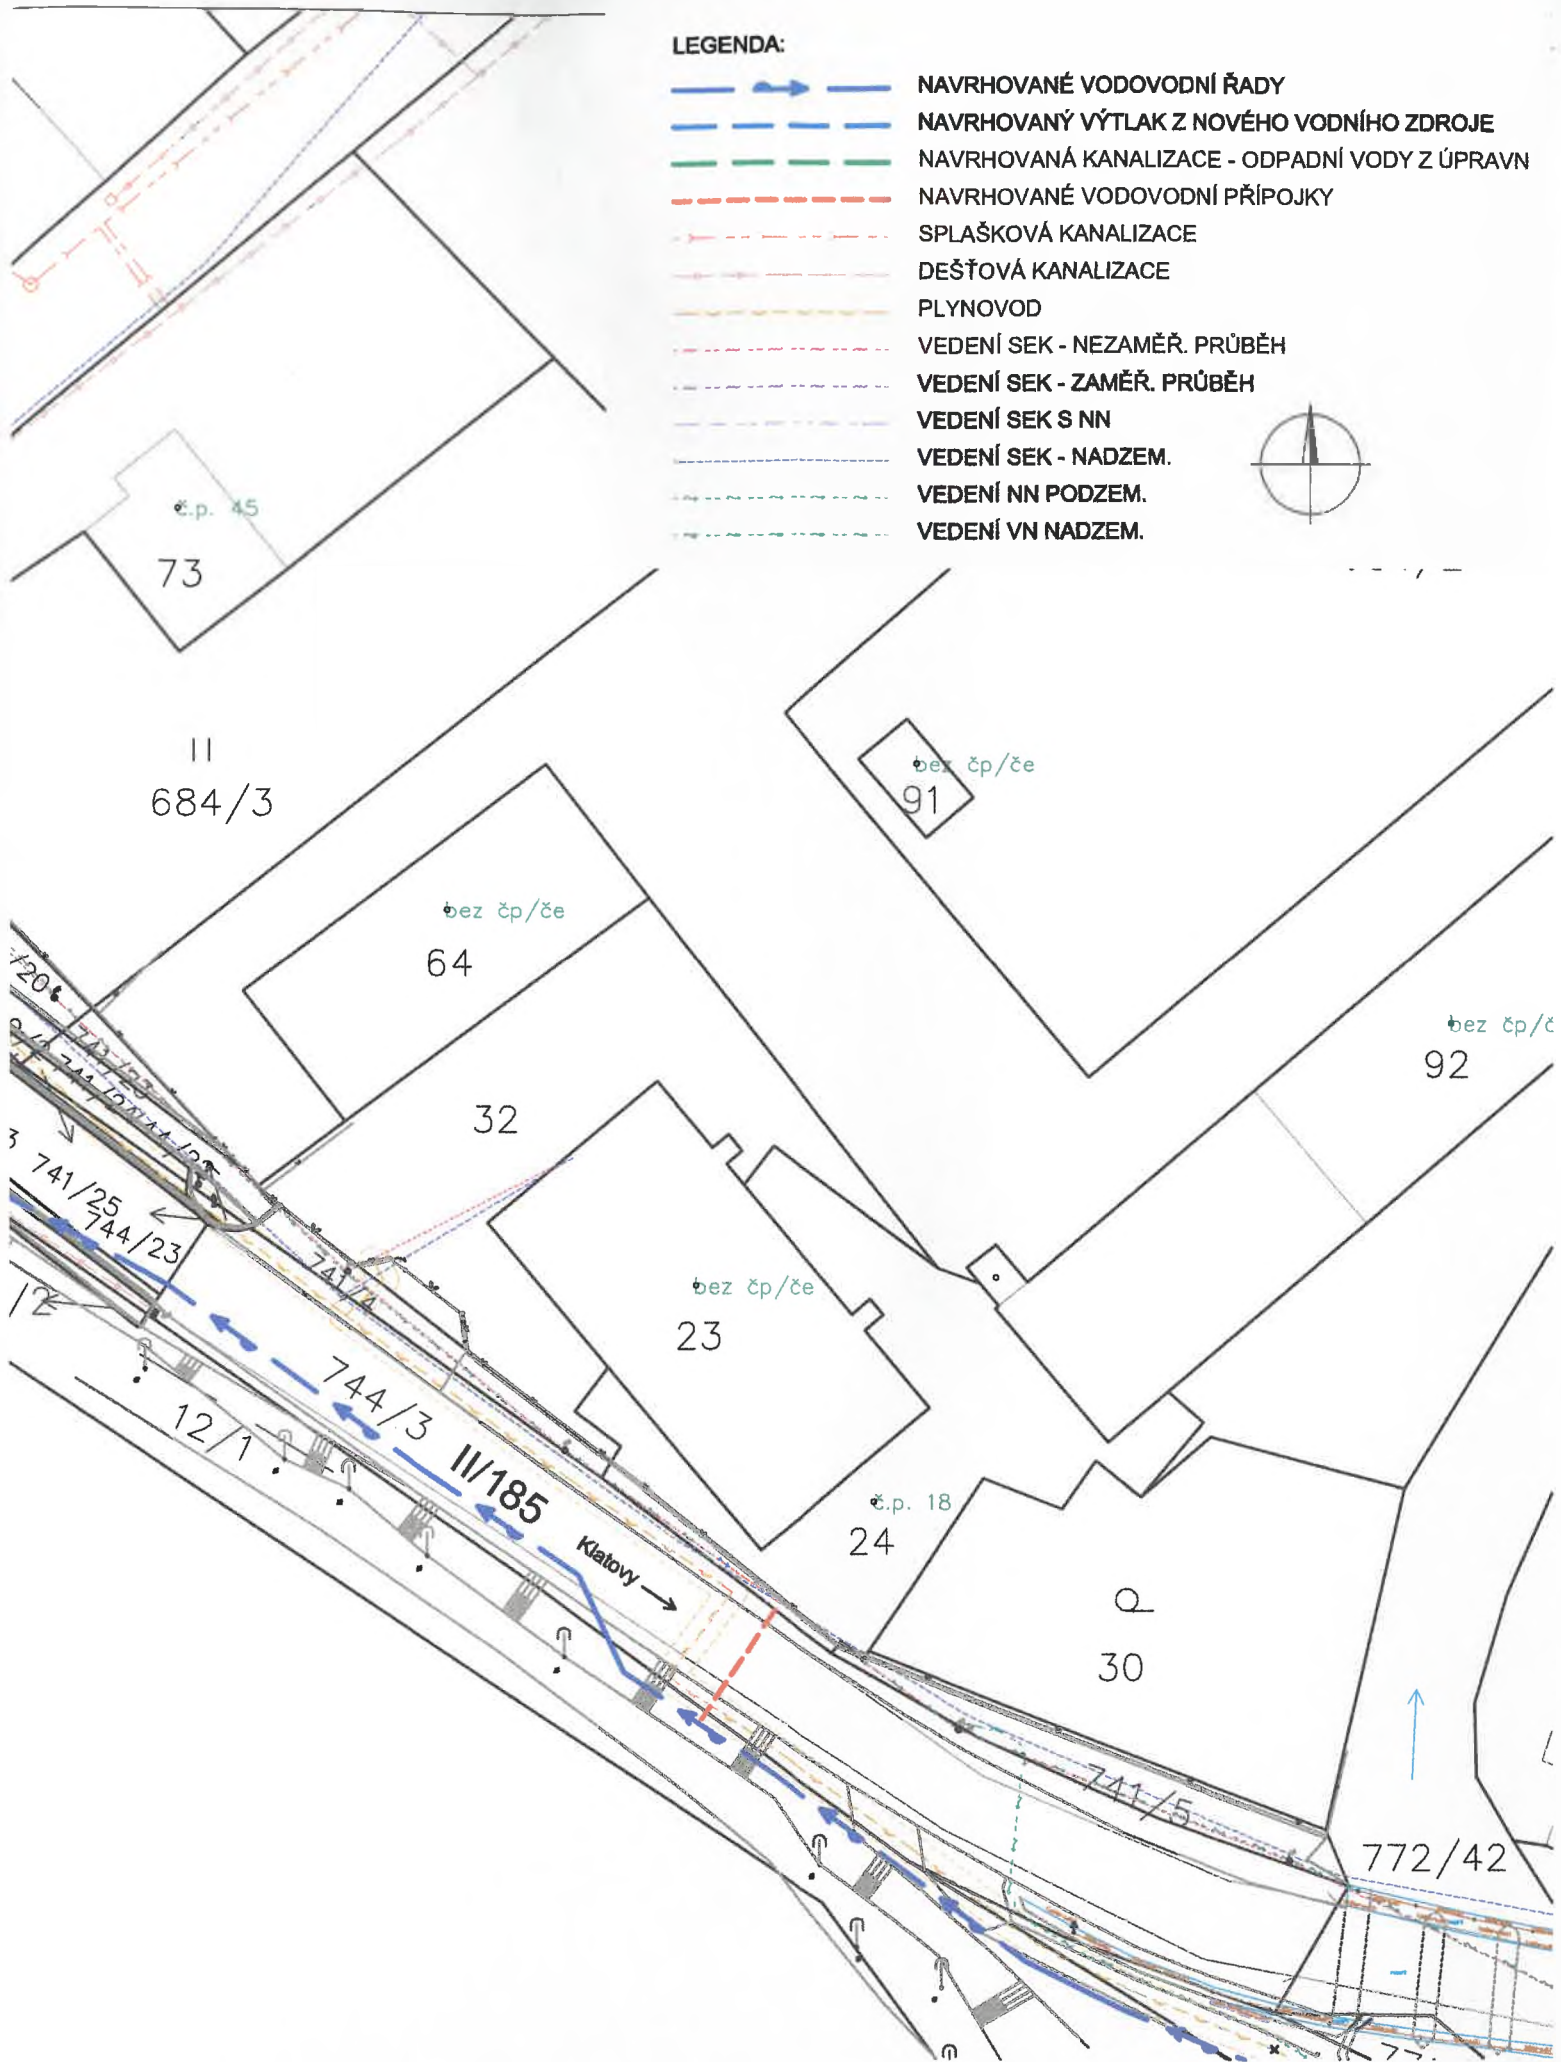 LEGENDA:
NAVRHOVANÉ VODOVODNÍ ŘADY
NAVRHOVANÝ VÝTLAK Z NOVÉHO VODNÍHO ZDROJE
NAVRHOVANÁ KANALIZACE - ODPADNÍ VODY Z ÚPRAVN
NAVRHOVANÉ VODOVODNÍ PŘÍPOJKY
SPLAŠKOVÁ KANALIZACE
DEŠŤOVÁ KANALIZACE
PLYNOVOD
VEDENÍ SEK - NEZAMĚŘ. PRŮBĚH
VEDENÍ SEK - ZAMĚŘ. PRŮBĚH
VEDENÍ SEK S NN
VEDENÍ SEK - NADZEM.
VEDENÍ NN PODZEM.
VEDENÍ VN NADZEM.
č.p. 45
73
684/3
bez čp/če
91
bez čp/če
64
/20
bez čp/č
92
741/23
32
741/25
744/23
741/4
bez čp/če
23
744/3
12/1
II/185
Klatovy
č.p. 18
24
30
741/5
772/42